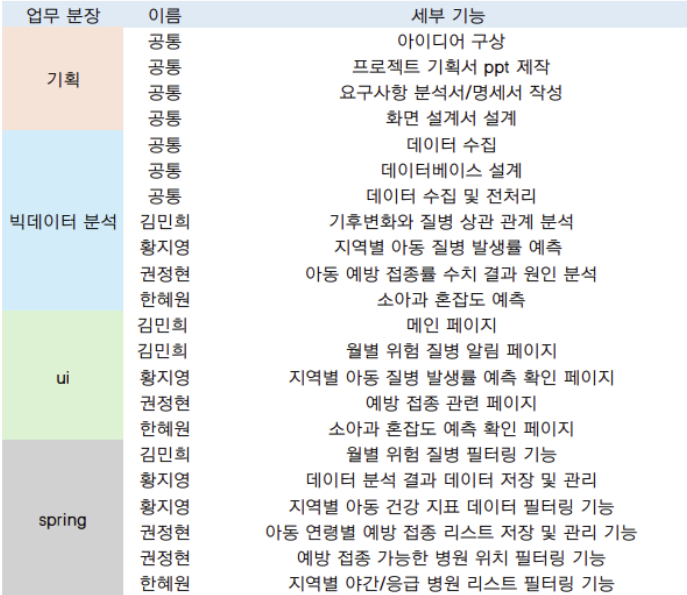 업무 분장 이름 세부 기능
공통 아이디어 구상
공통 프로젝트 기획서 ppt 제작
기획
공통 요구사항 분석서/명세서 작성
공통 화면 설계서 설계
공통 데이터 수집
공통 데이터베이스 설계
공통 데이터 수집 및 전처리
빅데이터 분석 김민희 기후변화와 질병 상관 관계 분석
황지영 지역별 아동 질병 발생률 예측
권정현 아동 예방 접종률 수치 결과 원인 분석
한혜원 소아과 혼잡도 예측
김민희 메인 페이지
김민희 월별 위험 질병 알림 페이지
ui 황지영 지역별 아동 질병 발생률 예측 확인 페이지
권정현 예방 접종 관련 페이지
한혜원 소아과 혼잡도 예측 확인 페이지
김민희 월별 위험 질병 필터링 기능
황지영 데이터 분석 결과 데이터 저장 및 관리
황지영 지역별 아동 건강 지표 데이터 필터링 기능
spring
권정현 아동 연령별 예방 접종 리스트 저장 및 관리 기능
권정현 예방 접종 가능한 병원 위치 필터링 기능
한혜원 지역별 야간/응급 병원 리스트 필터링 기능